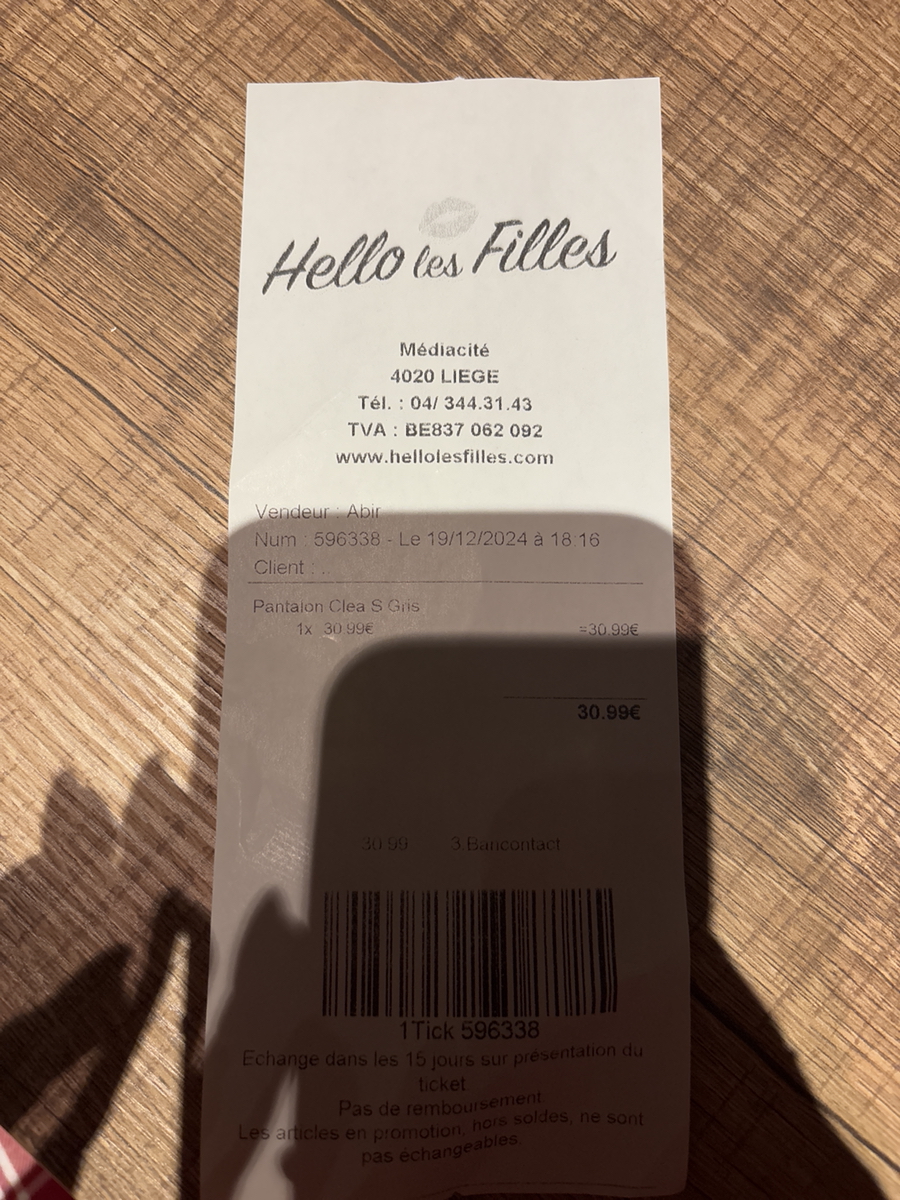 Hello les Filles
Médiacité
4020 LIEGE
Tél. : 04/ 344.31.43
TVA : BE837 062 092
www.hellolesfilles.com
Vendeur : Abir
Num : 596338 - Le 19/12/2024 à 18:16
Client : ..
Pantalon Clea S Gris
1x 30.99€ =30.99€
30.99€
30.99 3.Bancontact
1Tick 596338
Echange dans les 15 jours sur présentation du
ticket
Pas de remboursement.
Les articles en promotion, hors soldes, ne sont
pas échangeables.